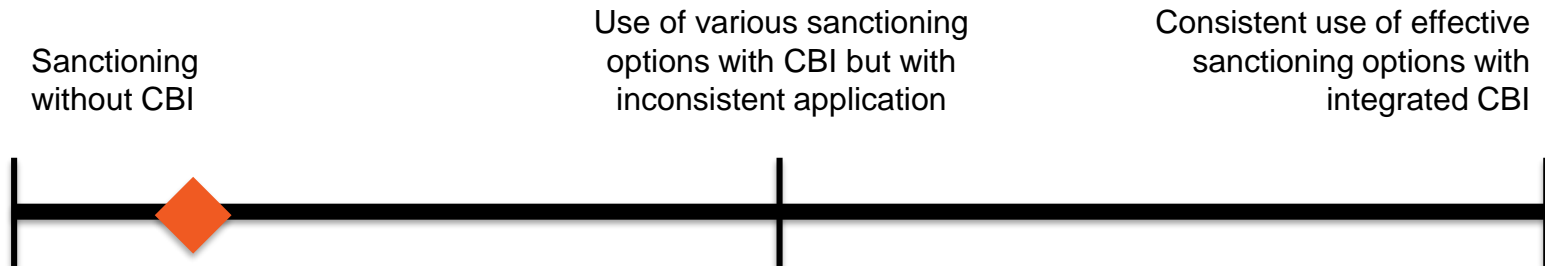 Sanctioning
without CBI
Use of various sanctioning
options with CBI but with
inconsistent application
Consistent use of effective
sanctioning options with
integrated CBI